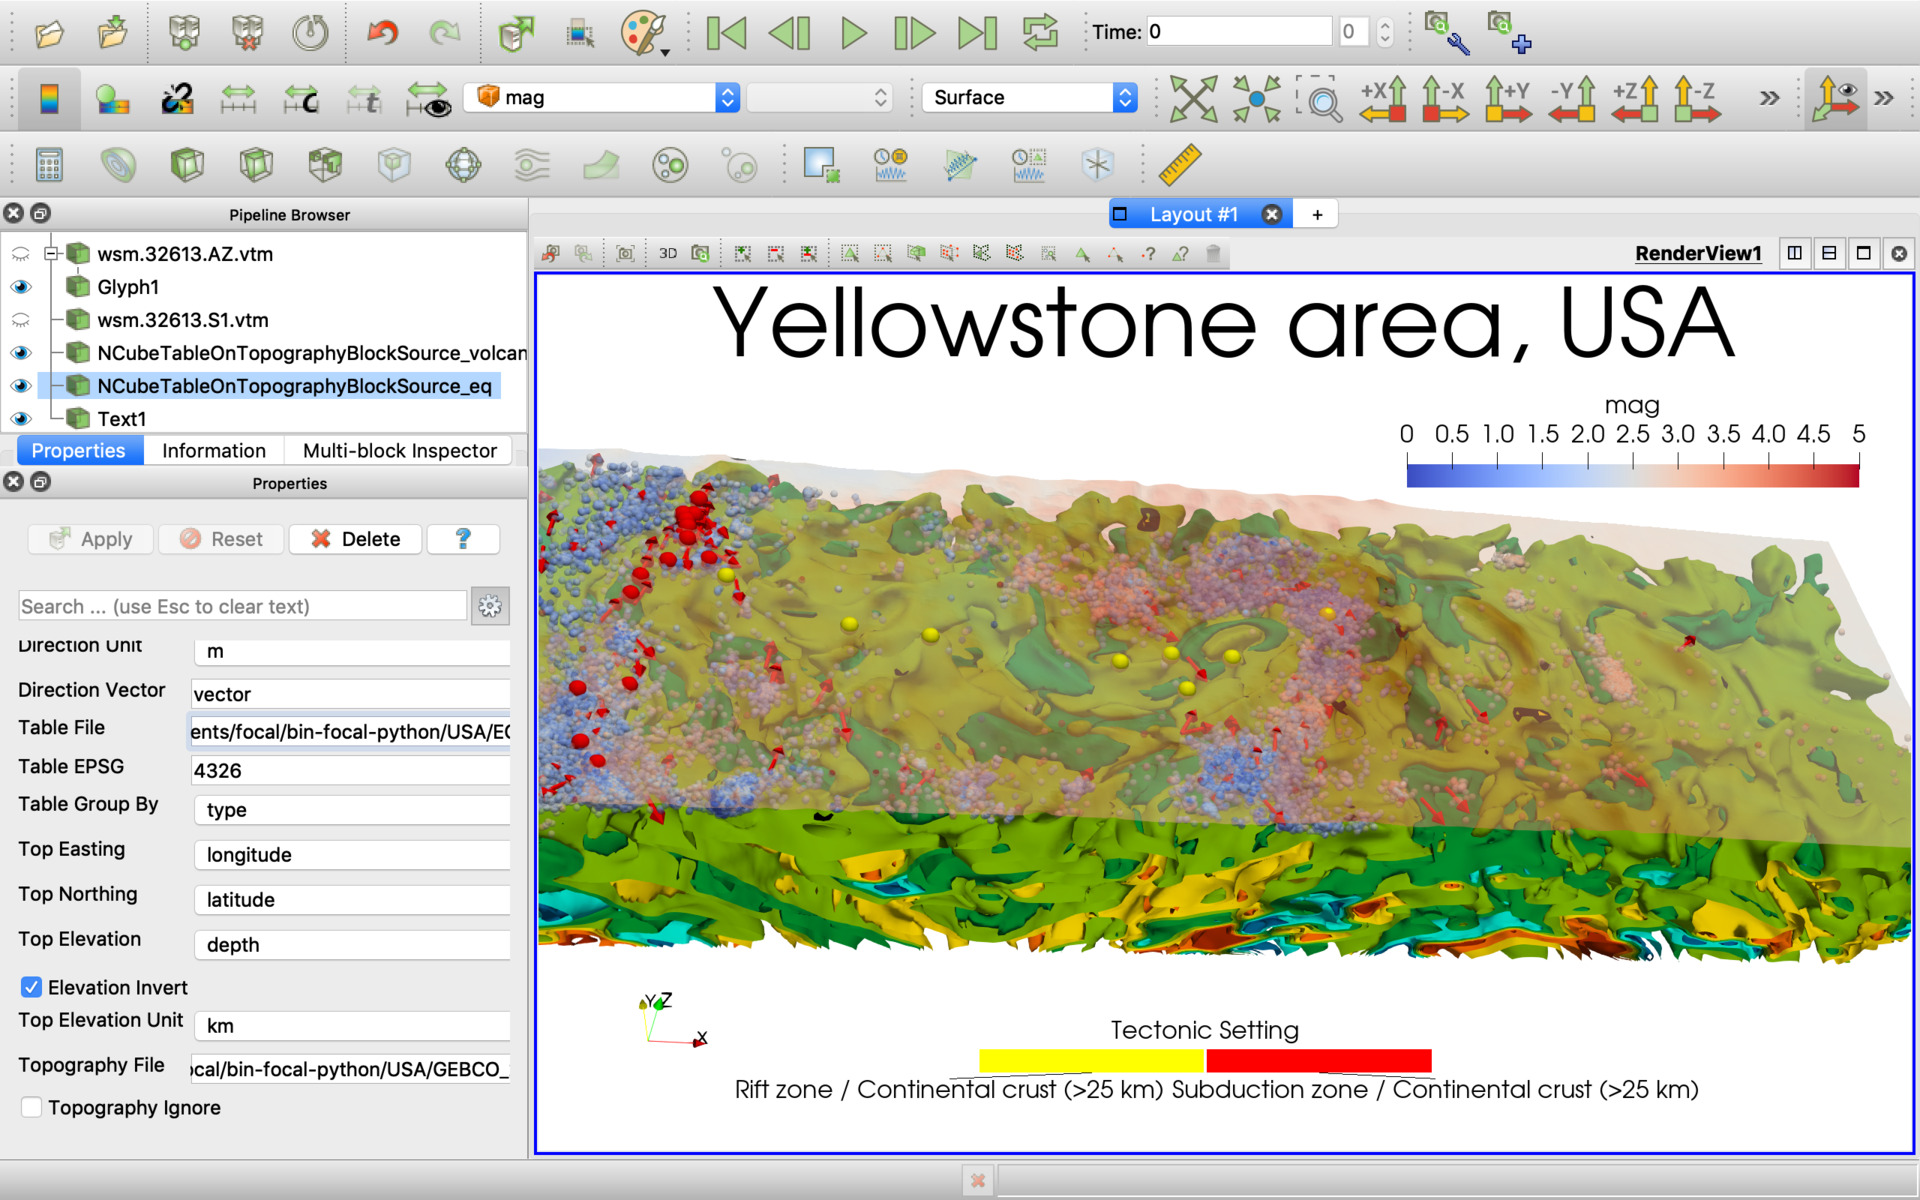 Time: 0 0
mag Surface +X -X +Y -Y +Z -Z » »
Pipeline Browser
Layout #1 +
wsm.32613.AZ.vtm
3D
RenderView1
Glyph1
wsm.32613.S1.vtm
NCubeTableOnTopographyBlockSource_volcan
NCubeTableOnTopographyBlockSource_eq
Text1
Properties Information Multi-block Inspector
Properties
Apply Reset Delete ?
Search ... (use Esc to clear text)
Direction Unit m
Direction Vector vector
Table File ents/focal/bin-focal-python/USA/EQ
Table EPSG 4326
Table Group By type
Top Easting longitude
Top Northing latitude
Top Elevation depth
Elevation Invert
Top Elevation Unit km
Topography File ocal/bin-focal-python/USA/GEBCO_
Topography Ignore
Yellowstone area, USA
mag
0 0.5 1.0 1.5 2.0 2.5 3.0 3.5 4.0 4.5 5
Y Z
X
Tectonic Setting
Rift zone / Continental crust (>25 km) Subduction zone / Continental crust (>25 km)